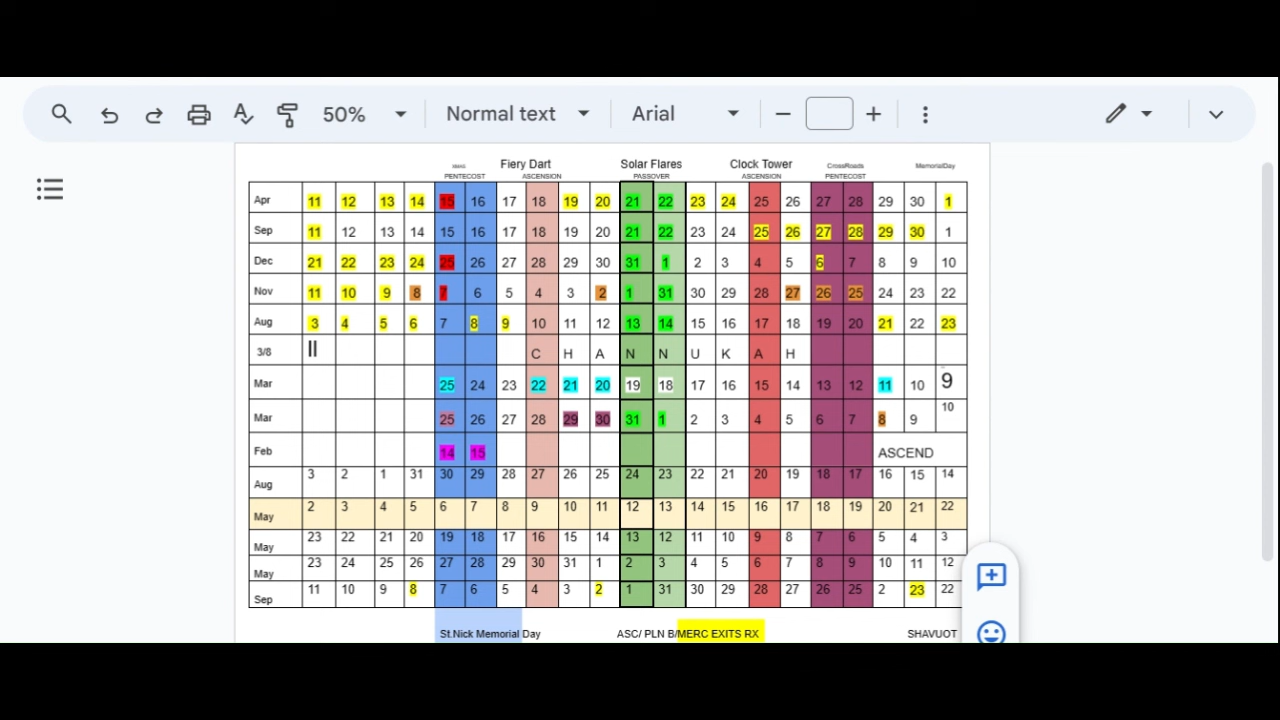 50% Normal text Arial
Fiery Dart Solar Flares Clock Tower CrossRoads MemorialDay
PENTECOST ASCENSION PASSOVER ASCENSION PENTECOST
Apr 11 12 13 14 15 16 17 18 19 20 21 22 23 24 25 26 27 28 29 30 1
Sep 11 12 13 14 15 16 17 18 19 20 21 22 23 24 25 26 27 28 29 30 1
Dec 21 22 23 24 25 26 27 28 29 30 31 1 2 3 4 5 6 7 8 9 10
Nov 11 10 9 8 7 6 5 4 3 2 1 31 30 29 28 27 26 25 24 23 22
Aug 3 4 5 6 7 8 9 10 11 12 13 14 15 16 17 18 19 20 21 22 23
3/8 II C H A N N U K A H
Mar 25 24 23 22 21 20 19 18 17 16 15 14 13 12 11 10 9
Mar 25 26 27 28 29 30 31 1 2 3 4 5 6 7 8 9 10
Feb 14 15 ASCEND
Aug 3 2 1 31 30 29 28 27 26 25 24 23 22 21 20 19 18 17 16 15 14
May 2 3 4 5 6 7 8 9 10 11 12 13 14 15 16 17 18 19 20 21 22
May 23 22 21 20 19 18 17 16 15 14 13 12 11 10 9 8 7 6 5 4 3
May 23 24 25 26 27 28 29 30 31 1 2 3 4 5 6 7 8 9 10 11 12
Sep 11 10 9 8 7 6 5 4 3 2 1 31 30 29 28 27 26 25 2 23 22
St.Nick Memorial Day ASC/ PLN B/MERC EXITS RX SHAVUOT